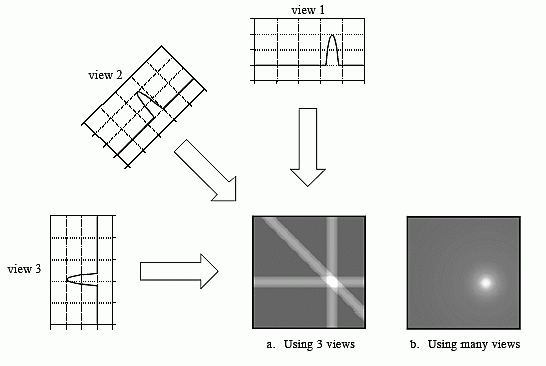 view 1
view 2
view 3
a. Using 3 views
b. Using many views